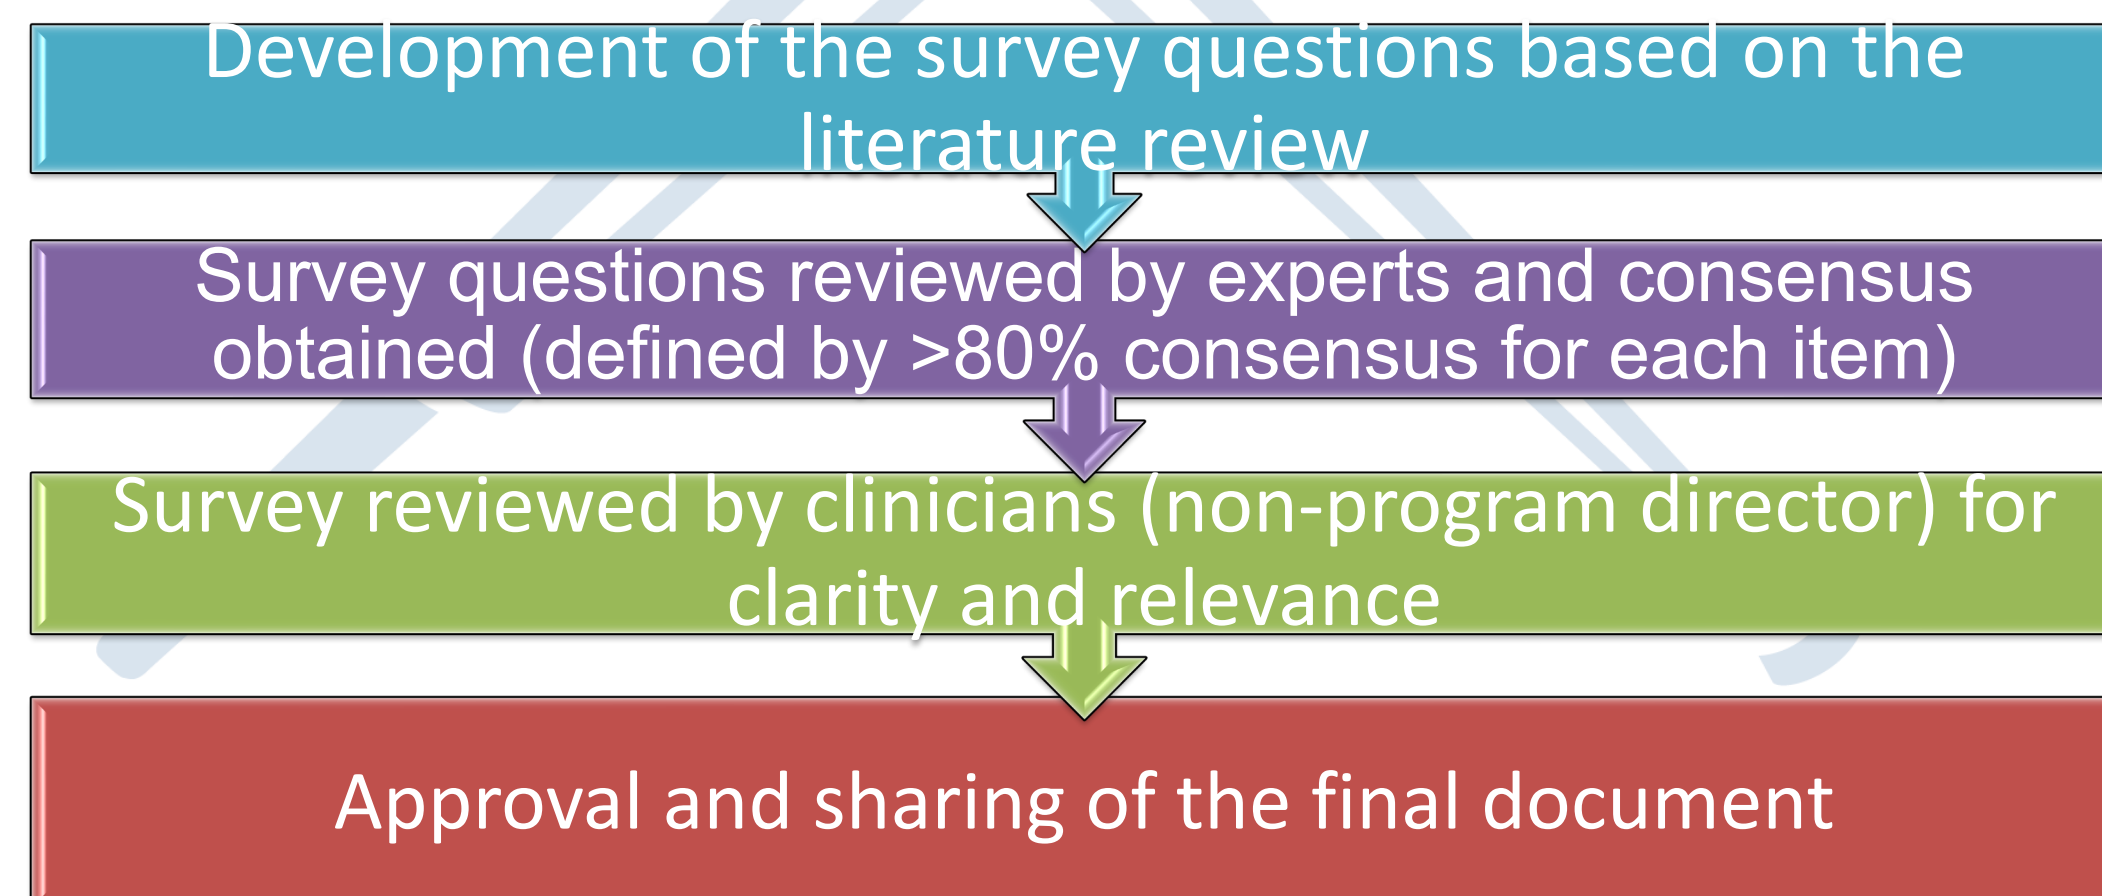 Development of the survey questions based on the
literature review
Survey questions reviewed by experts and consensus
obtained (defined by >80% consensus for each item)
Survey reviewed by clinicians (non-program director) for
clarity and relevance
Approval and sharing of the final document